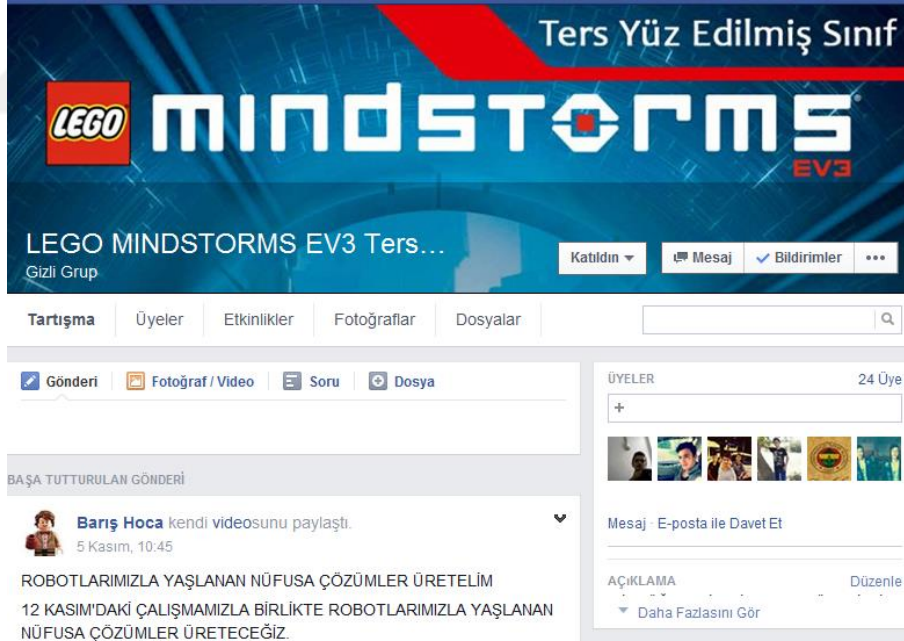 Ters Yüz Edilmiş Sınıf
LEGO mindstorms
EV3
LEGO MINDSTORMS EV3 Ters...
Gizli Grup
Katıldın Mesaj Bildirimler
Tartışma Üyeler Etkinlikler Fotoğraflar Dosyalar
Gönderi Fotoğraf / Video Soru Dosya
BAŞA TUTTURULAN GÖNDERİ
Barış Hoca kendi videosunu paylaştı.
5 Kasım, 10:45
ROBOTLARIMIZLA YAŞLANAN NÜFUSA ÇÖZÜMLER ÜRETELİM
12 KASIM'DAKİ ÇALIŞMAMIZLA BİRLİKTE ROBOTLARIMIZLA YAŞLANAN
NÜFUSA ÇÖZÜMLER ÜRETECEĞİZ.
ÜYELER 24 Üye
+
Mesaj · E-posta ile Davet Et
AÇIKLAMA Düzenle
Daha Fazlasını Gör